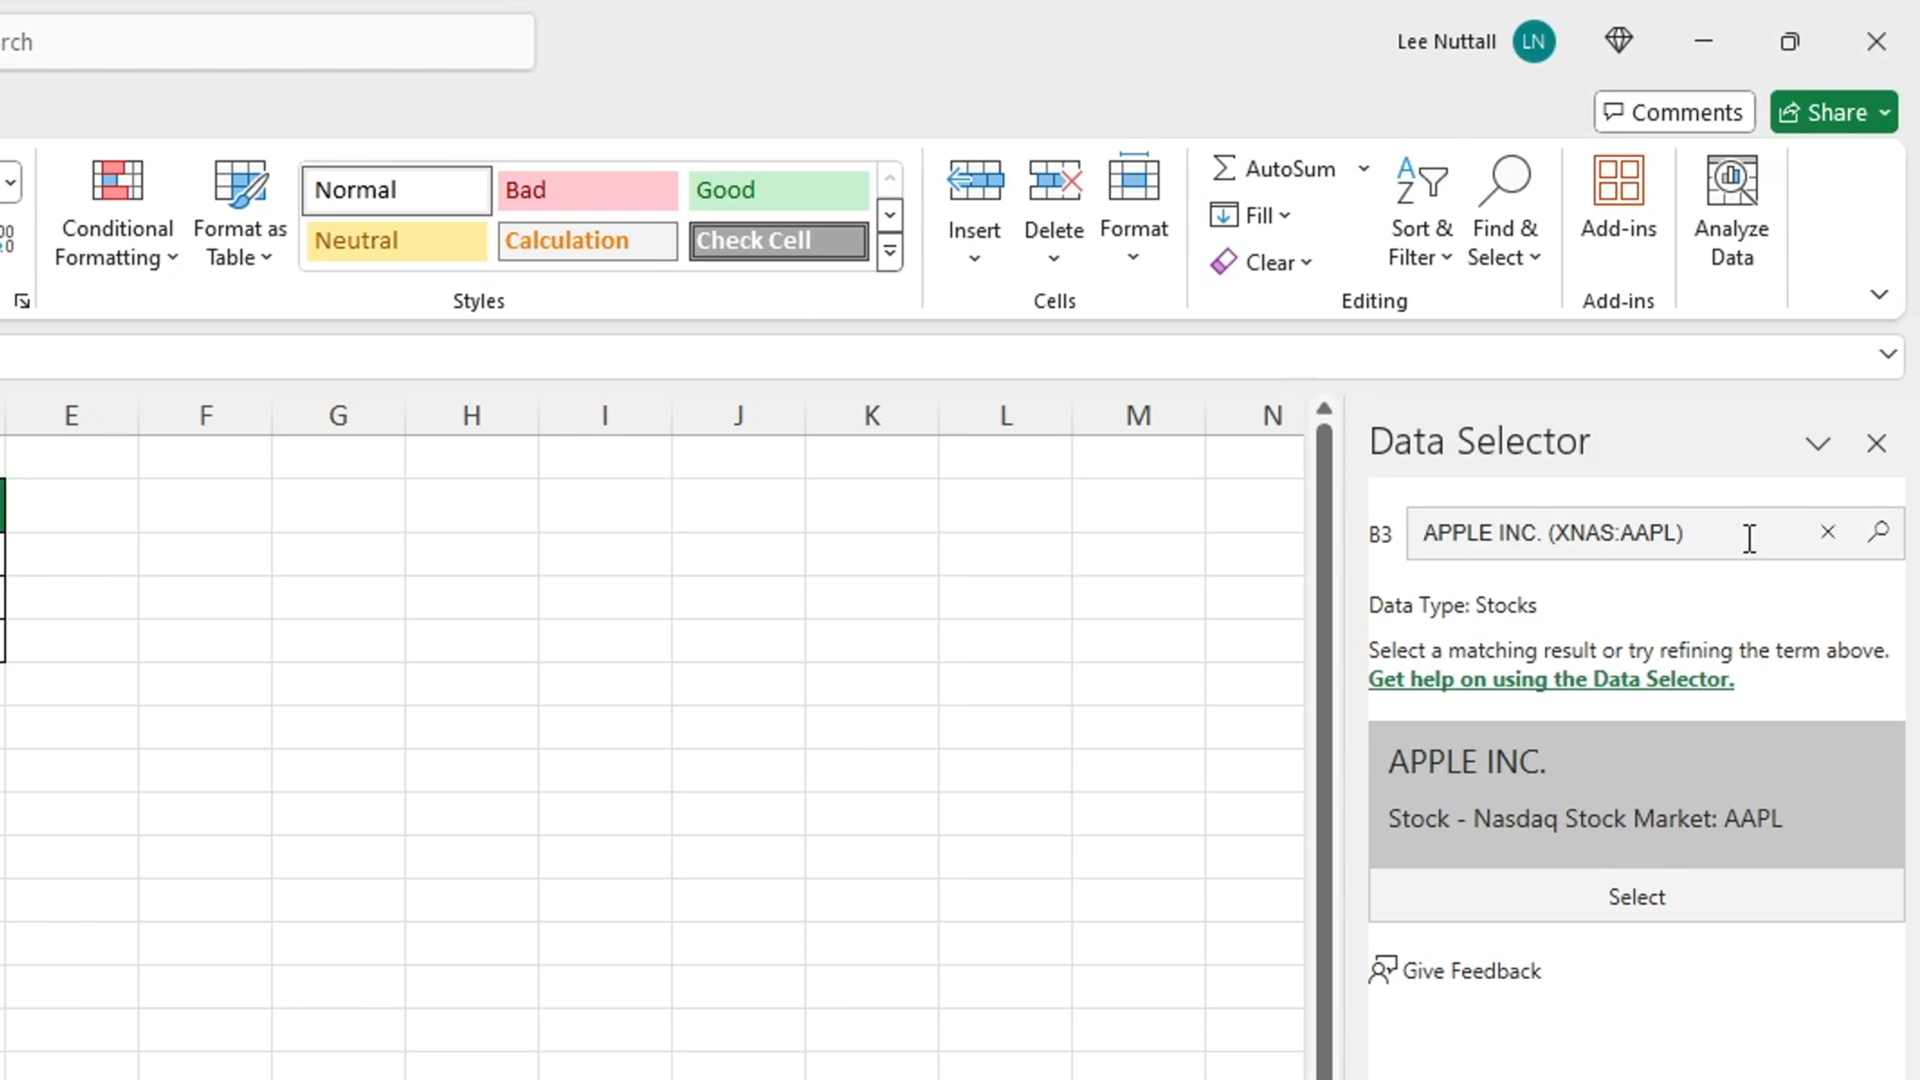 rch
Lee Nuttall LN
Comments Share
Normal Bad Good
AutoSum
Fill
Conditional Formatting
Format as Table
Insert Delete Format
Sort & Filter
Find & Select
Add-ins
Analyze Data
Neutral Calculation Check Cell
Clear
Styles Cells Editing Add-ins
E F G H I J K L M N
Data Selector
B3 APPLE INC. (XNAS:AAPL)
Data Type: Stocks
Select a matching result or try refining the term above.
Get help on using the Data Selector.
APPLE INC.
Stock - Nasdaq Stock Market: AAPL
Select
Give Feedback